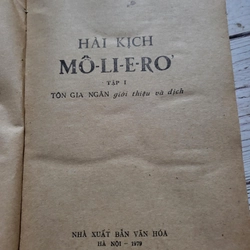 HÀI KỊCH
MÔ-LI-E-RƠ
TẬP I
TÔN GIA NGÂN giới thiệu và dịch
NHÀ XUẤT BẢN VĂN HÓA
HÀ NỘI – 1979